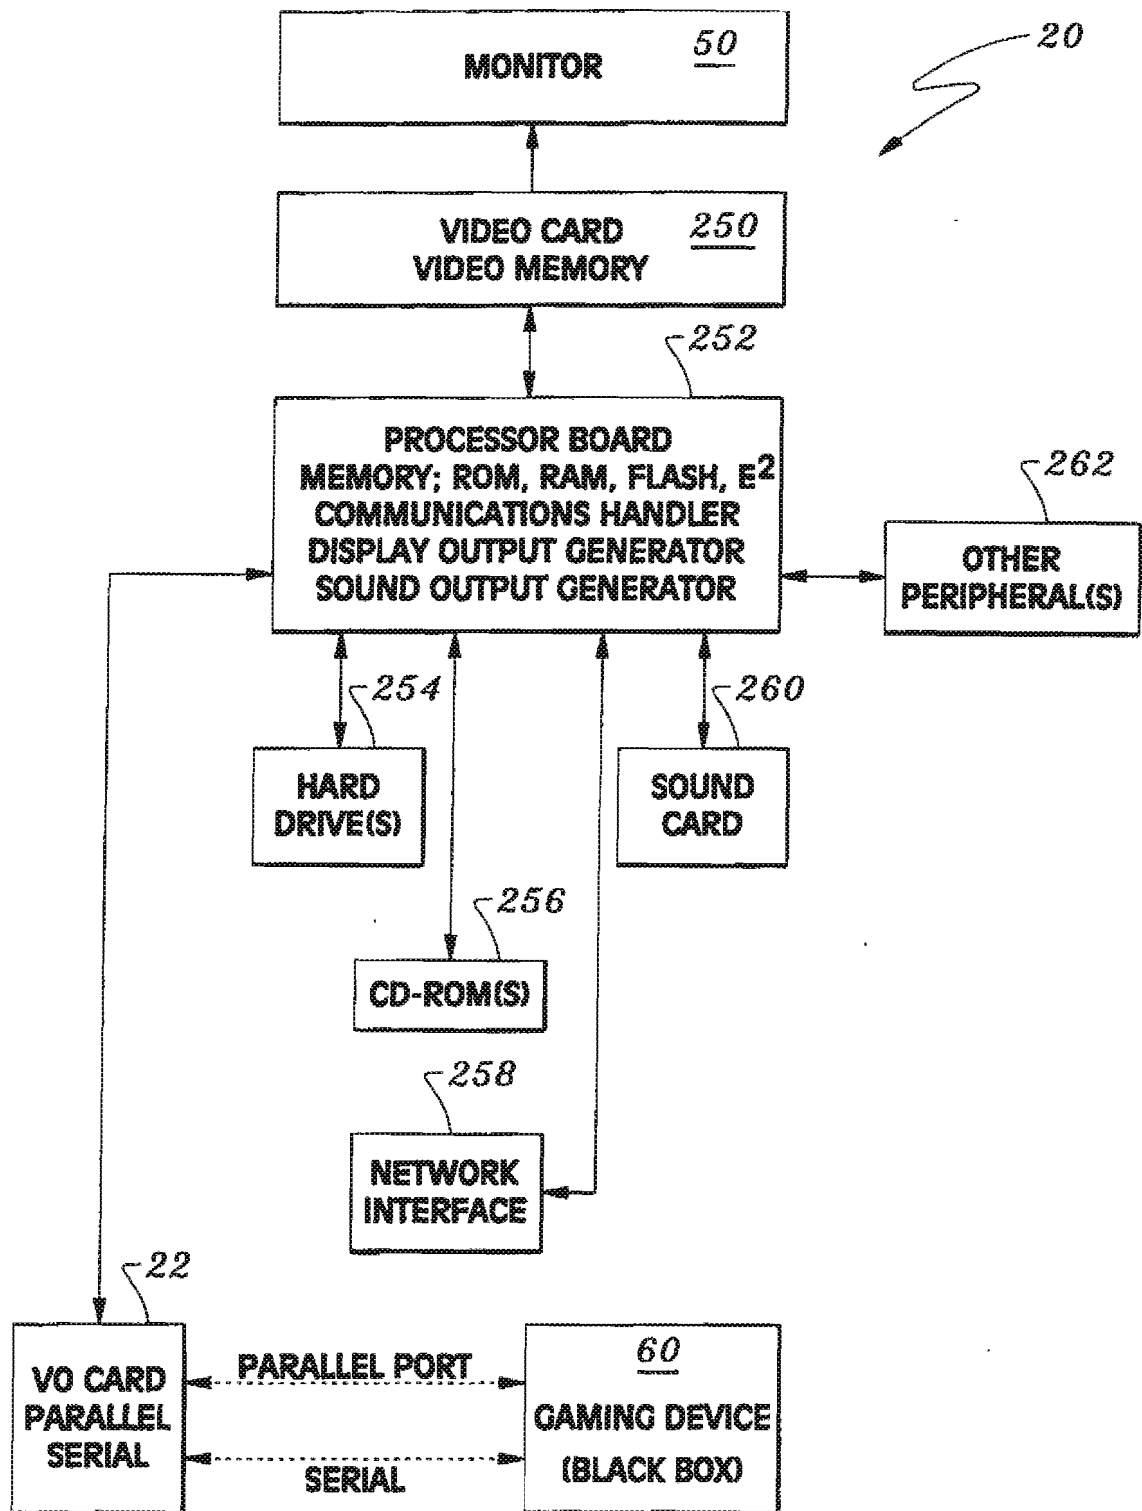 20
MONITOR 50
VIDEO CARD 250
VIDEO MEMORY
252
PROCESSOR BOARD
MEMORY; ROM, RAM, FLASH, E²
COMMUNICATIONS HANDLER
DISPLAY OUTPUT GENERATOR
SOUND OUTPUT GENERATOR
262
OTHER
PERIPHERAL(S)
254
HARD
DRIVE(S)
260
SOUND
CARD
256
CD-ROM(S)
258
NETWORK
INTERFACE
22
I/O CARD
PARALLEL
SERIAL
PARALLEL PORT
SERIAL
60
GAMING DEVICE
(BLACK BOX)